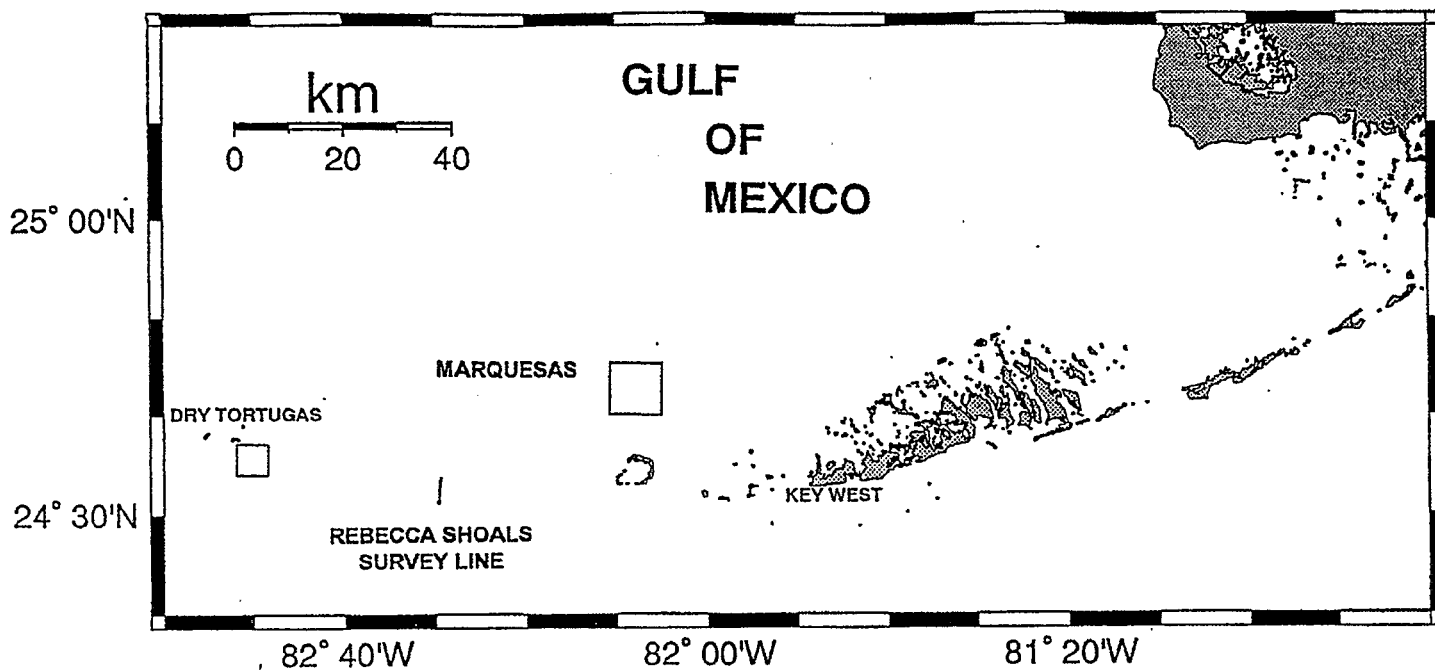 km
0 20 40
GULF
OF
MEXICO
25° 00'N
MARQUESAS
DRY TORTUGAS
KEY WEST
24° 30'N
REBECCA SHOALS
SURVEY LINE
82° 40'W 82° 00'W 81° 20'W